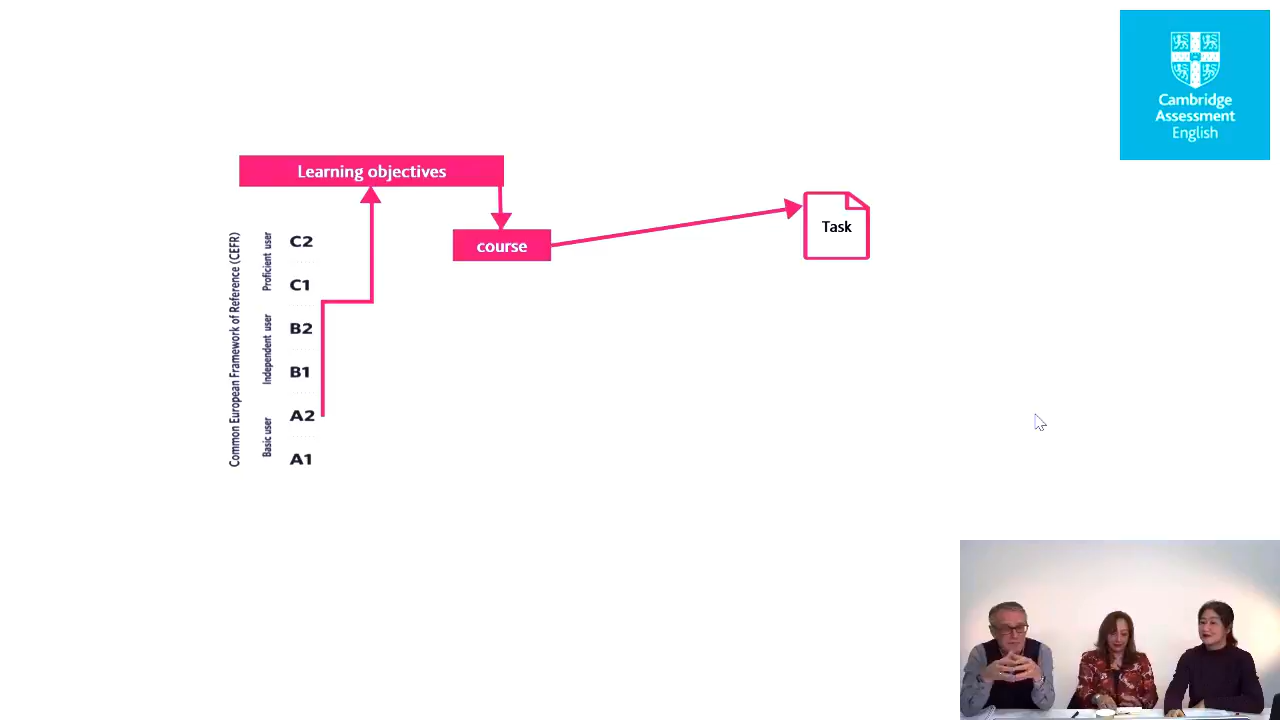 Cambridge
Assessment
English
Learning objectives
course
Task
Common European Framework of Reference (CEFR)
Proficient user
Independent user
Basic user
C2
C1
B2
B1
A2
A1